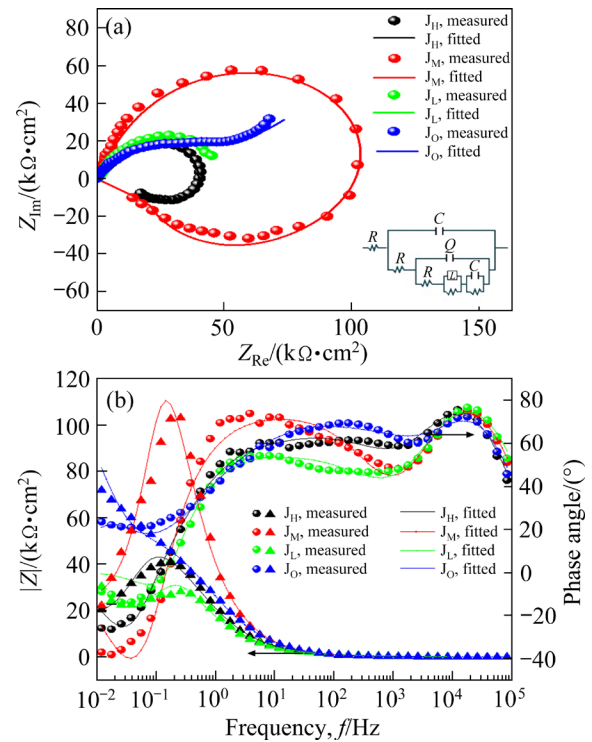 (a)
J_H, measured
J_H, fitted
J_M, measured
J_M, fitted
J_L, measured
J_L, fitted
J_O, measured
J_O, fitted
60
40
20
0
−20
−40
−60
Z_Im/(kΩ•cm²)
0 50 100 150
Z_Re/(kΩ•cm²)
C
Q
R
R
R
L
C
(b)
120
100
80
60
40
20
0
|Z|/(kΩ•cm²)
80
60
40
20
0
−20
−40
Phase angle/(°)
J_H, measured J_H, fitted
J_M, measured J_M, fitted
J_L, measured J_L, fitted
J_O, measured J_O, fitted
10⁻² 10⁻¹ 10⁰ 10¹ 10² 10³ 10⁴ 10⁵
Frequency, f/Hz